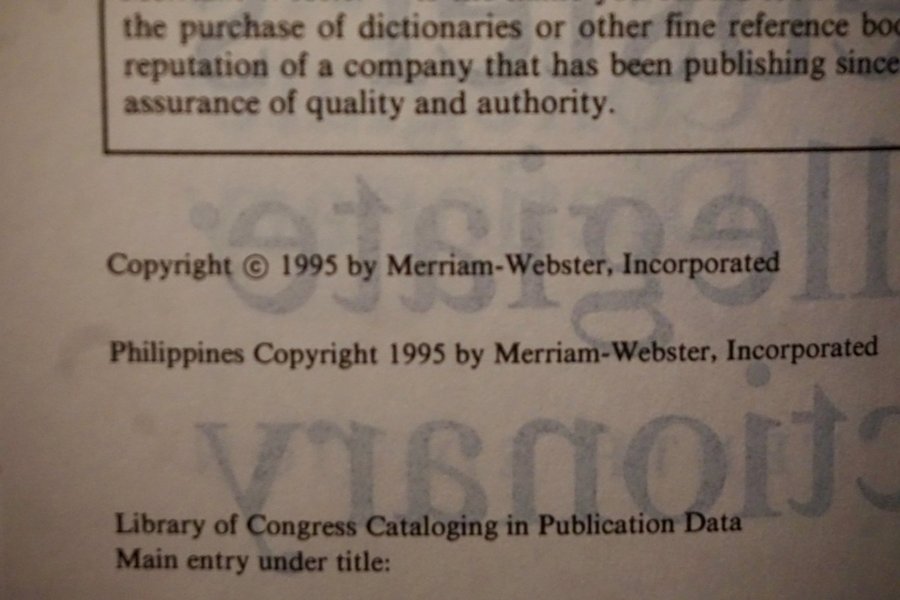 the purchase of dictionaries or other fine reference
reputation of a company that has been publishing since
assurance of quality and authority.
Copyright © 1995 by Merriam-Webster, Incorporated
Philippines Copyright 1995 by Merriam-Webster, Incorporated
Library of Congress Cataloging in Publication Data
Main entry under title: